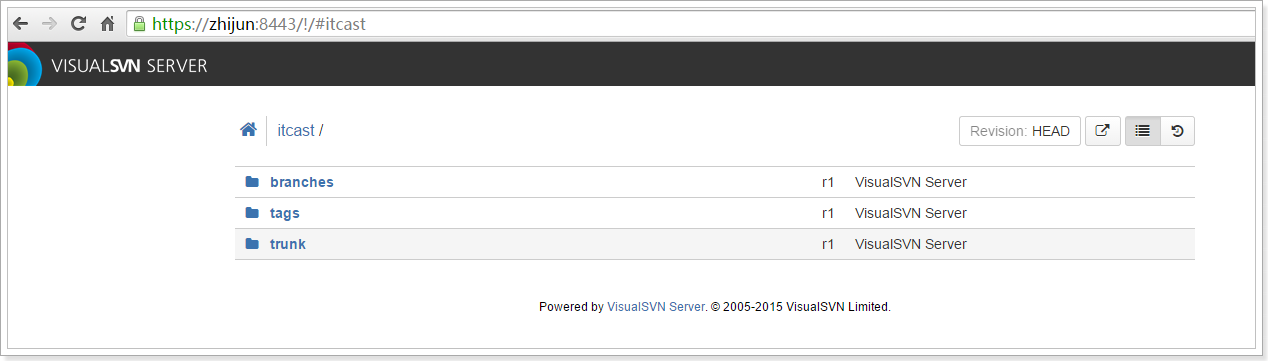 https://zhijun:8443/!/#itcast
VISUALSVN SERVER
itcast / Revision: HEAD
branches r1 VisualSVN Server
tags r1 VisualSVN Server
trunk r1 VisualSVN Server
Powered by VisualSVN Server. © 2005-2015 VisualSVN Limited.